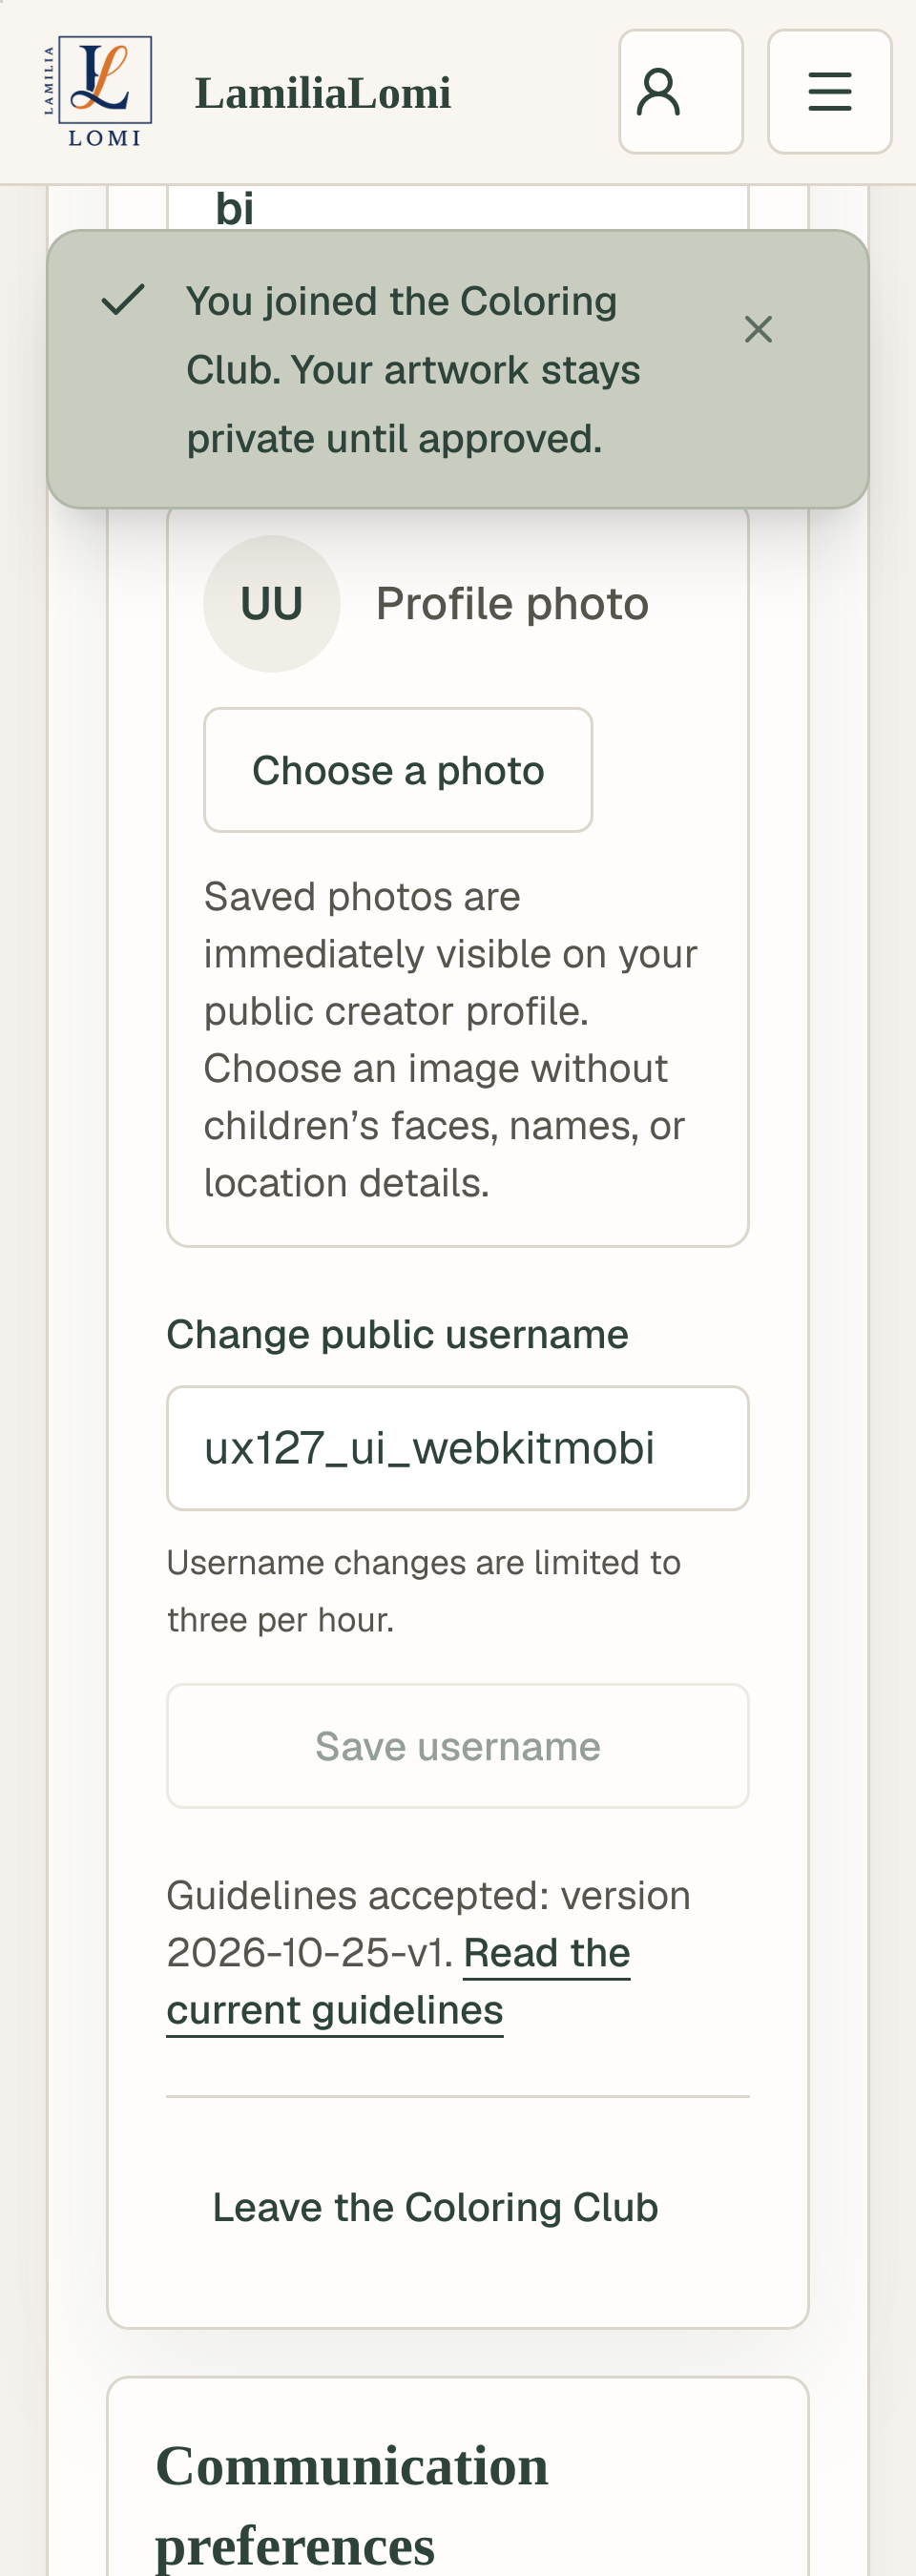 LAMILIA
L
LOMI
LamiliaLomi
bi
You joined the Coloring
Club. Your artwork stays
private until approved.
UU
Profile photo
Choose a photo
Saved photos are
immediately visible on your
public creator profile.
Choose an image without
children’s faces, names, or
location details.
Change public username
ux127_ui_webkitmobi
Username changes are limited to
three per hour.
Save username
Guidelines accepted: version
2026-10-25-v1. Read the
current guidelines
Leave the Coloring Club
Communication
preferences